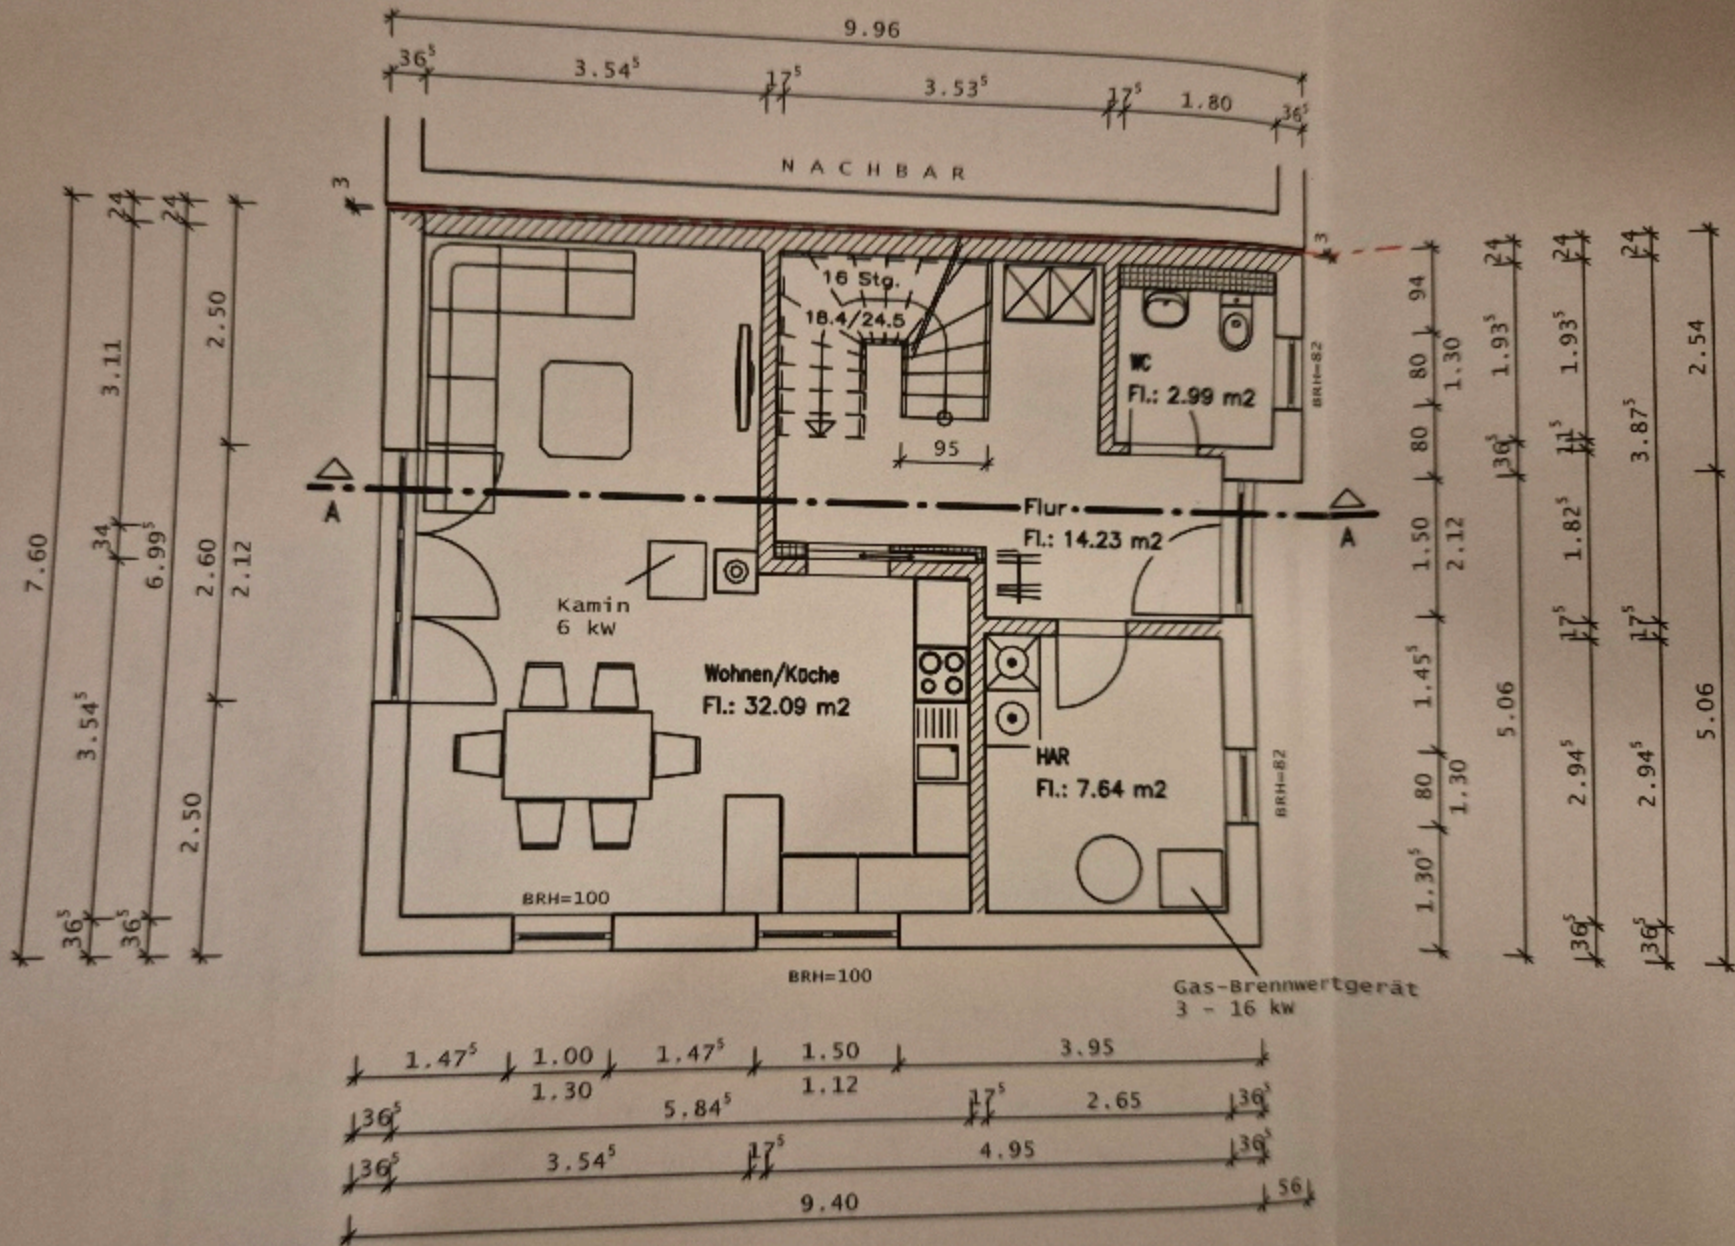 9.96
36⁵ 3.54⁵ 17⁵ 3.53⁵ 17⁵ 1.80 36⁵
NACHBAR
3
3
24 24
24 24 24
7.60
3.11
34
3.54⁵
36⁵
6.99⁵
36⁵
2.50
2.60
2.12
2.50
16 Stg.
18.4/24.5
95
WC
Fl.: 2.99 m2
BRH=82
A
A
Flur
Fl.: 14.23 m2
Kamin
6 kW
Wohnen/Küche
Fl.: 32.09 m2
HAR
Fl.: 7.64 m2
BRH=82
BRH=100
BRH=100
Gas-Brennwertgerät
3 - 16 kW
94
80
1.30
80
1.50
2.12
1.45⁵
80
1.30
1.30⁵
1.93⁵
36⁵
5.06
1.93⁵
11⁵
1.82⁵
17⁵
2.94⁵
36⁵
3.87⁵
17⁵
2.94⁵
36⁵
2.54
5.06
1.47⁵ 1.00 1.47⁵ 1.50 3.95
1.30 1.12
36⁵ 5.84⁵ 17⁵ 2.65 36⁵
36⁵ 3.54⁵ 17⁵ 4.95 36⁵
9.40 56